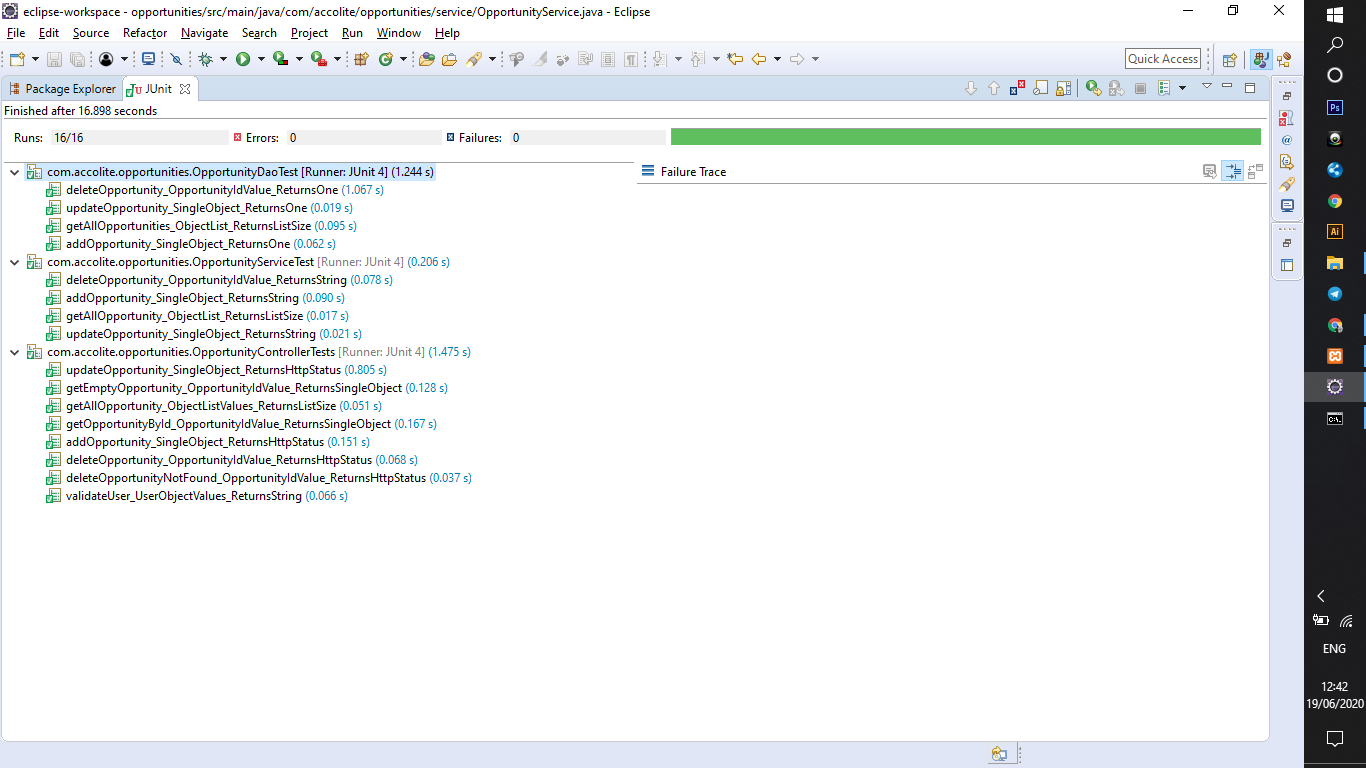 eclipse-workspace - opportunities/src/main/java/com/accolite/opportunities/service/OpportunityService.java - Eclipse
File Edit Source Refactor Navigate Search Project Run Window Help
Quick Access
Package Explorer JUnit
Finished after 16.898 seconds
Runs: 16/16 Errors: 0 Failures: 0
com.accolite.opportunities.OpportunityDaoTest [Runner: JUnit 4] (1.244 s)
Failure Trace
deleteOpportunity_OpportunityIdValue_ReturnsOne (1.067 s)
updateOpportunity_SingleObject_ReturnsOne (0.019 s)
getAllOpportunities_ObjectList_ReturnsListSize (0.095 s)
addOpportunity_SingleObject_ReturnsOne (0.062 s)
com.accolite.opportunities.OpportunityServiceTest [Runner: JUnit 4] (0.206 s)
deleteOpportunity_OpportunityIdValue_ReturnsString (0.078 s)
addOpportunity_SingleObject_ReturnsString (0.090 s)
getAllOpportunity_ObjectList_ReturnsListSize (0.017 s)
updateOpportunity_SingleObject_ReturnsString (0.021 s)
com.accolite.opportunities.OpportunityControllerTests [Runner: JUnit 4] (1.475 s)
updateOpportunity_SingleObject_ReturnsHttpStatus (0.805 s)
getEmptyOpportunity_OpportunityIdValue_ReturnsSingleObject (0.128 s)
getAllOpportunity_ObjectListValues_ReturnsListSize (0.051 s)
getOpportunityById_OpportunityIdValue_ReturnsSingleObject (0.167 s)
addOpportunity_SingleObject_ReturnsHttpStatus (0.151 s)
deleteOpportunity_OpportunityIdValue_ReturnsHttpStatus (0.068 s)
deleteOpportunityNotFound_OpportunityIdValue_ReturnsHttpStatus (0.037 s)
validateUser_UserObjectValues_ReturnsString (0.066 s)
Ps
Ai
ENG
12:42
19/06/2020